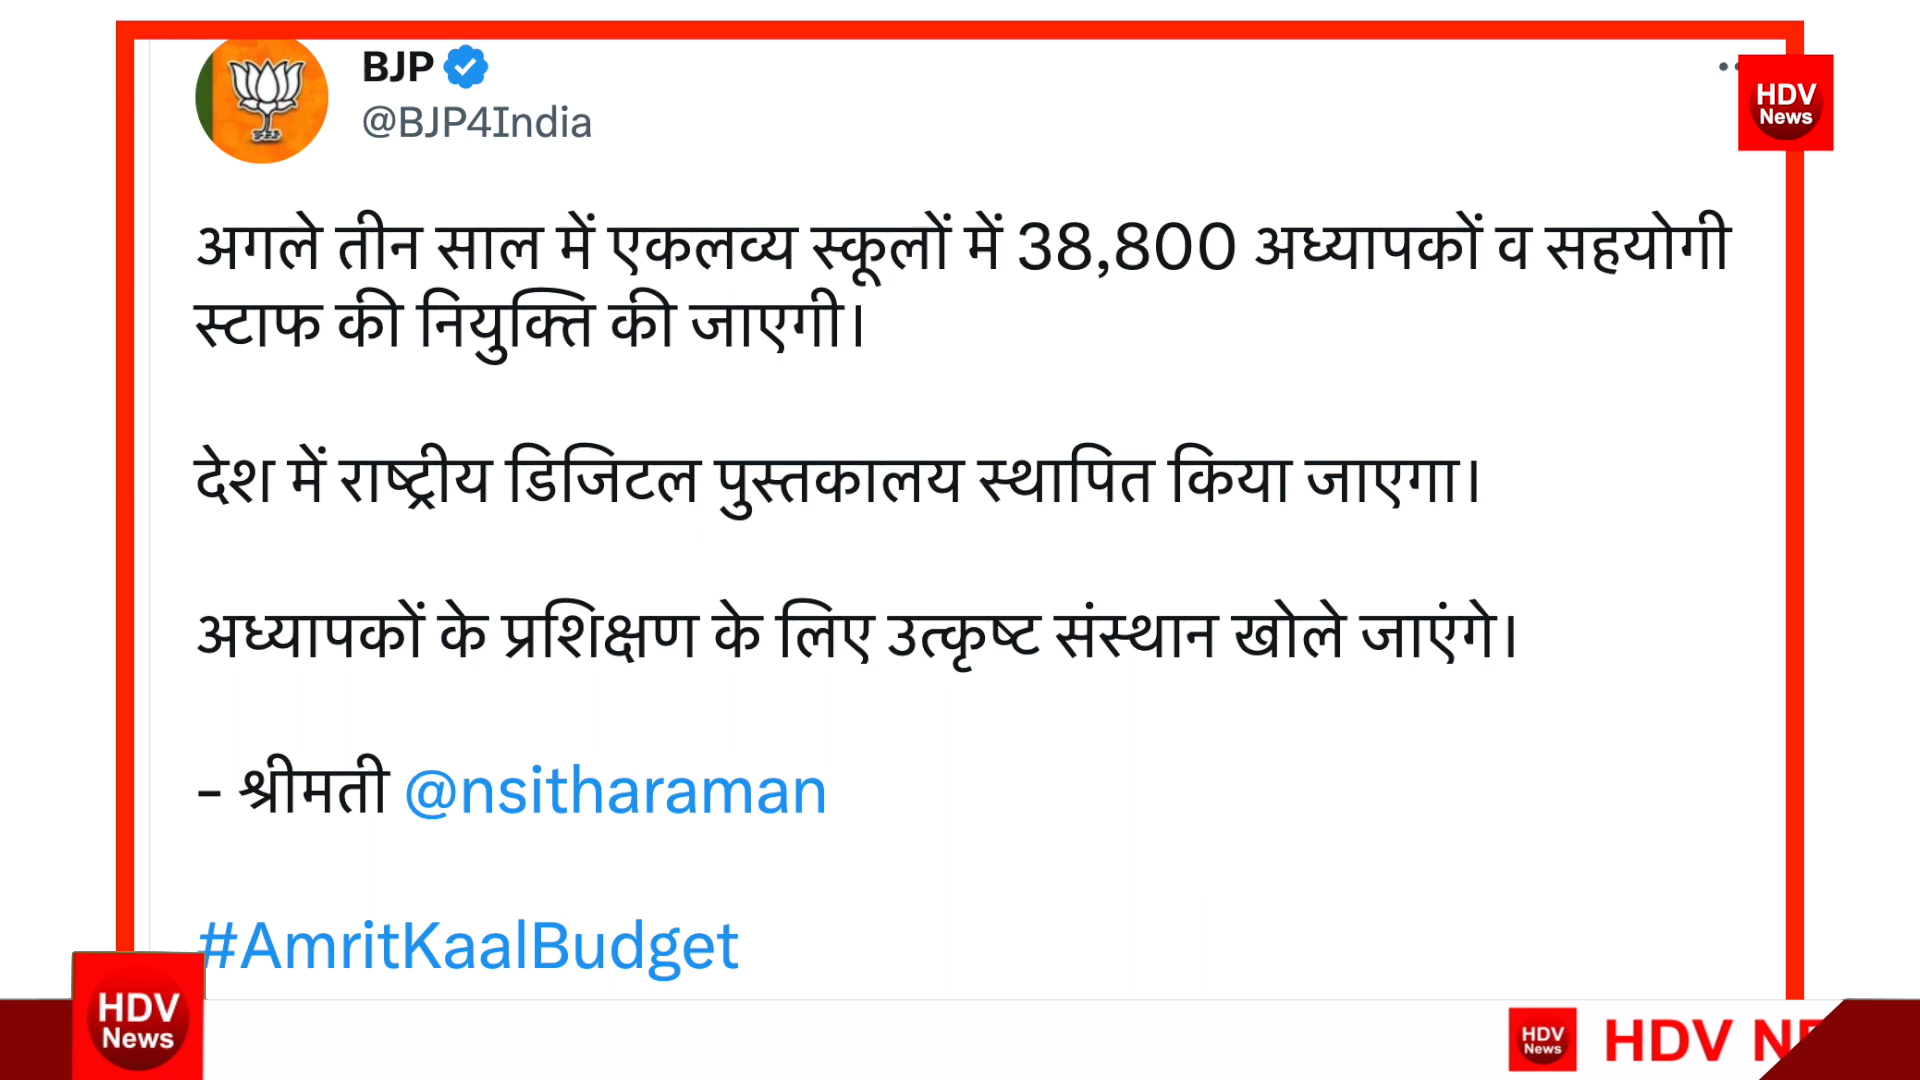 BJP
@BJP4India
HDV
News
अगले तीन साल में एकलव्य स्कूलों में 38,800 अध्यापकों व सहयोगी
स्टाफ की नियुक्ति की जाएगी।
देश में राष्ट्रीय डिजिटल पुस्तकालय स्थापित किया जाएगा।
अध्यापकों के प्रशिक्षण के लिए उत्कृष्ट संस्थान खोले जाएंगे।
- श्रीमती @nsitharaman
#AmritKaalBudget
HDV
News
HDV
News
HDV